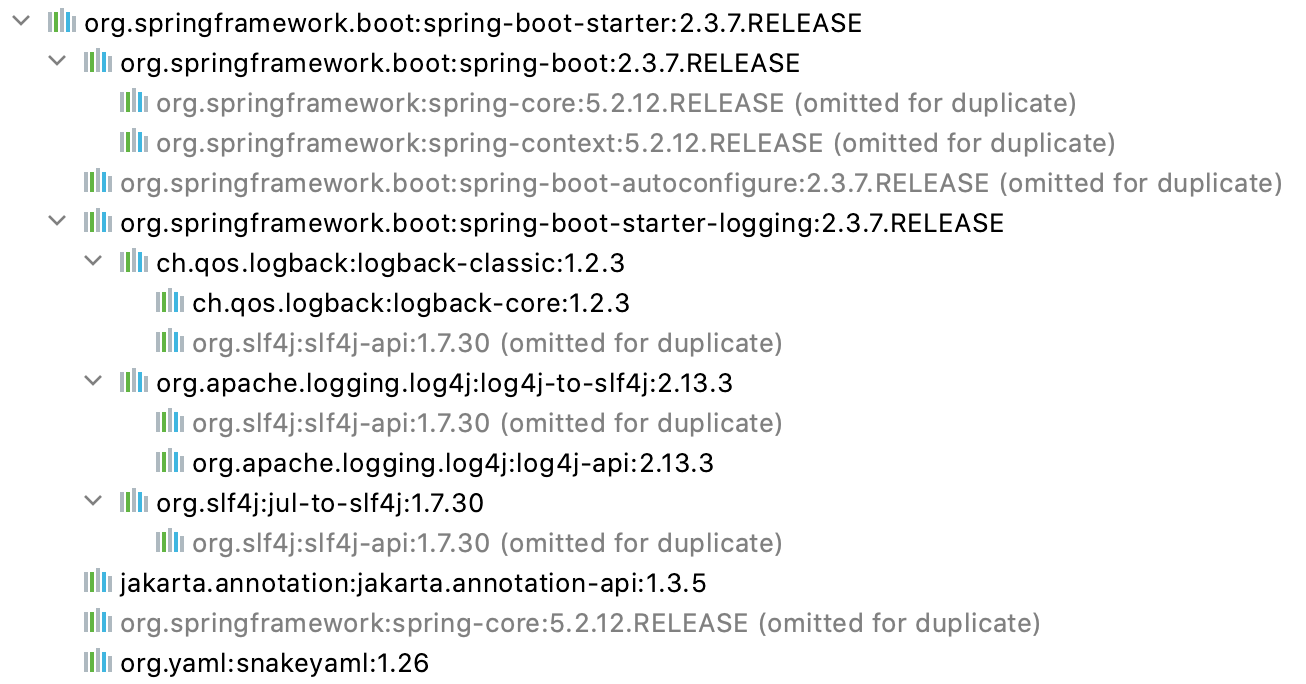 org.springframework.boot:spring-boot-starter:2.3.7.RELEASE
org.springframework.boot:spring-boot:2.3.7.RELEASE
org.springframework:spring-core:5.2.12.RELEASE (omitted for duplicate)
org.springframework:spring-context:5.2.12.RELEASE (omitted for duplicate)
org.springframework.boot:spring-boot-autoconfigure:2.3.7.RELEASE (omitted for duplicate)
org.springframework.boot:spring-boot-starter-logging:2.3.7.RELEASE
ch.qos.logback:logback-classic:1.2.3
ch.qos.logback:logback-core:1.2.3
org.slf4j:slf4j-api:1.7.30 (omitted for duplicate)
org.apache.logging.log4j:log4j-to-slf4j:2.13.3
org.slf4j:slf4j-api:1.7.30 (omitted for duplicate)
org.apache.logging.log4j:log4j-api:2.13.3
org.slf4j:jul-to-slf4j:1.7.30
org.slf4j:slf4j-api:1.7.30 (omitted for duplicate)
jakarta.annotation:jakarta.annotation-api:1.3.5
org.springframework:spring-core:5.2.12.RELEASE (omitted for duplicate)
org.yaml:snakeyaml:1.26